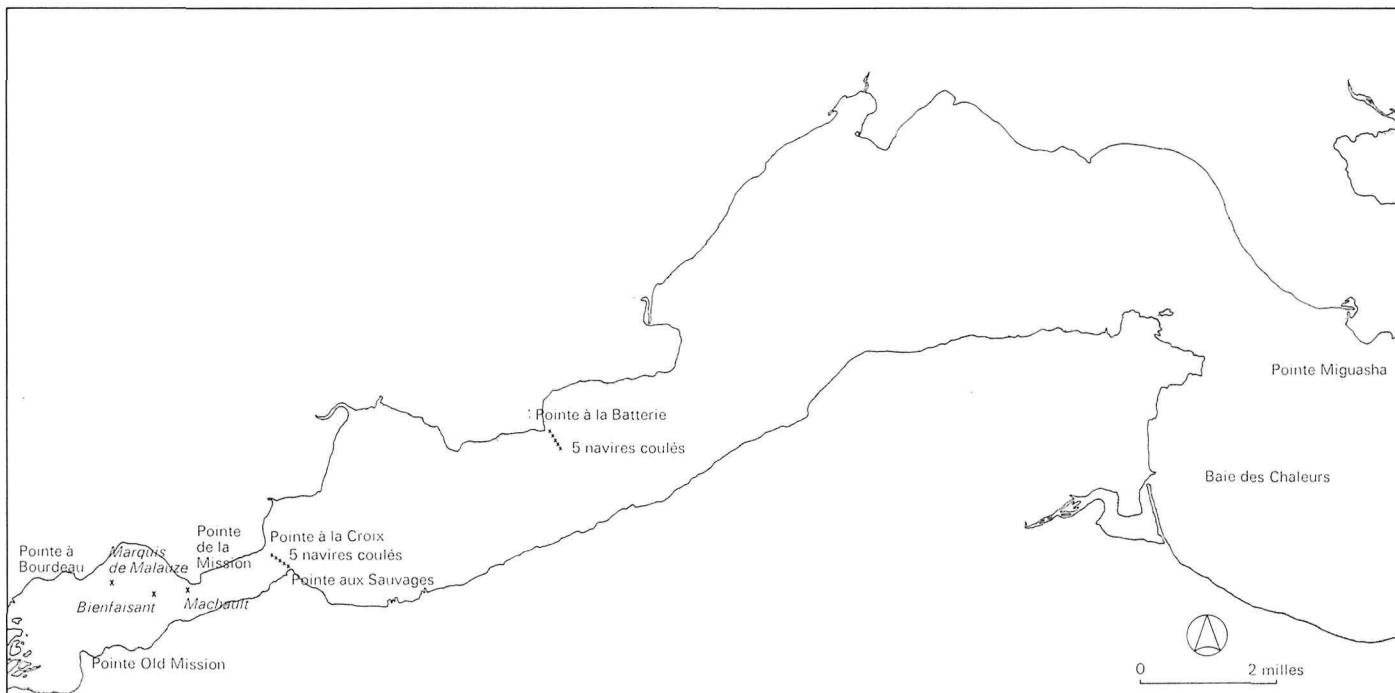 Pointe Miguasha
: Pointe à la Batterie
5 navires coulés
Baie des Chaleurs
Pointe à la Croix
5 navires coulés
Pointe aux Sauvages
Pointe
de la
Mission
Pointe à
Bourdeau
Marquis
de Malauze
Bienfaisant
Machault
Pointe Old Mission
0 2 milles